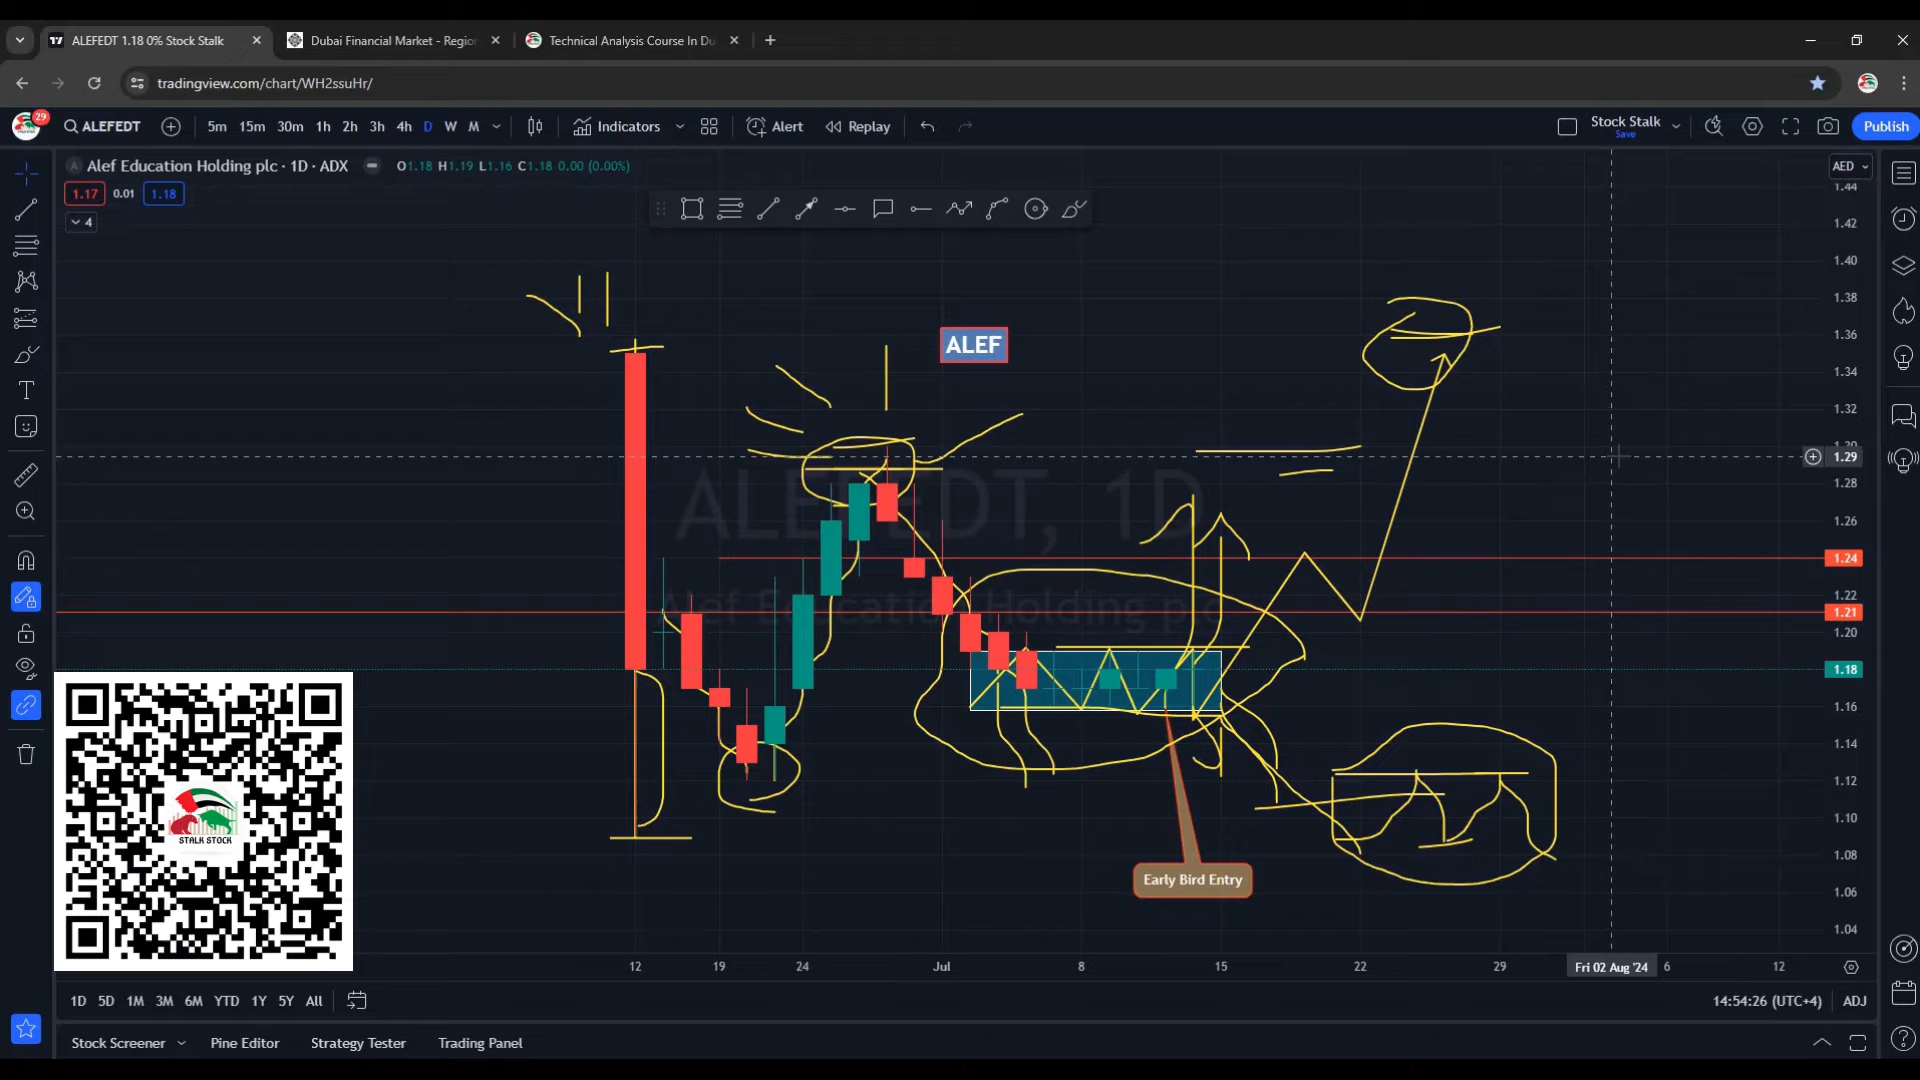 ALEFEDT 1.18 0% Stock Stalk
Dubai Financial Market - Regio
Technical Analysis Course In Du
tradingview.com/chart/WH2ssuHr/
29
ALEFEDT
5m 15m 30m 1h 2h 3h 4h D W M
Indicators
Alert
Replay
Stock Stalk
Save
Publish
Alef Education Holding plc · 1D · ADX
O1.18 H1.19 L1.16 C1.18 0.00 (0.00%)
AED
1.17 0.01 1.18
4
1.44
1.42
1.40
1.38
1.36
ALEF
1.34
1.32
1.30
1.29
1.28
ALEFEDT, 1D
1.26
1.24
1.22
Alef Education Holding plc
1.21
1.20
1.18
1.16
1.14
1.12
1.10
STALK STOCK
1.08
Early Bird Entry
1.06
1.04
12 19 24 Jul 8 15 22 29 Fri 02 Aug '24 6 12
1D 5D 1M 3M 6M YTD 1Y 5Y All
14:54:26 (UTC+4) ADJ
Stock Screener Pine Editor Strategy Tester Trading Panel